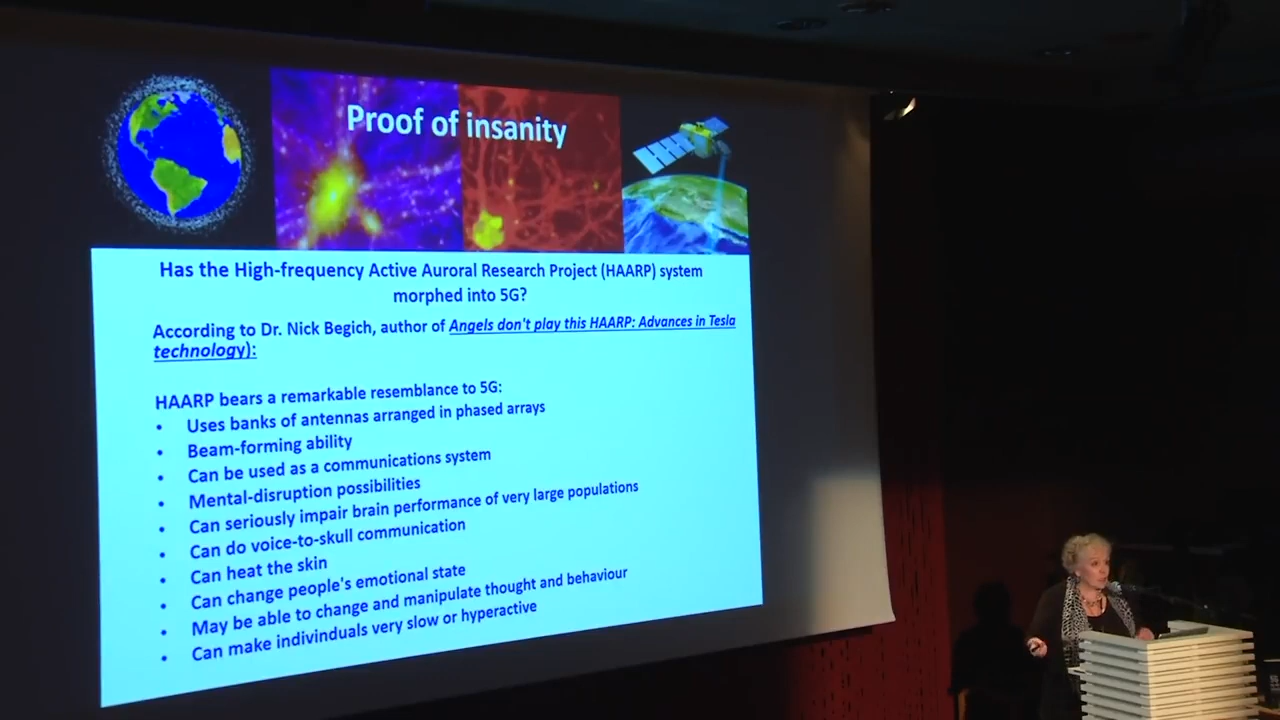 Proof of insanity
Has the High-frequency Active Auroral Research Project (HAARP) system
morphed into 5G?
According to Dr. Nick Begich, author of Angels don't play this HAARP: Advances in Tesla
technology):
HAARP bears a remarkable resemblance to 5G:
• Uses banks of antennas arranged in phased arrays
• Beam-forming ability
• Can be used as a communications system
• Mental-disruption possibilities
• Can seriously impair brain performance of very large populations
• Can do voice-to-skull communication
• Can heat the skin
• Can change people's emotional state
• May be able to change and manipulate thought and behaviour
• Can make indivinduals very slow or hyperactive